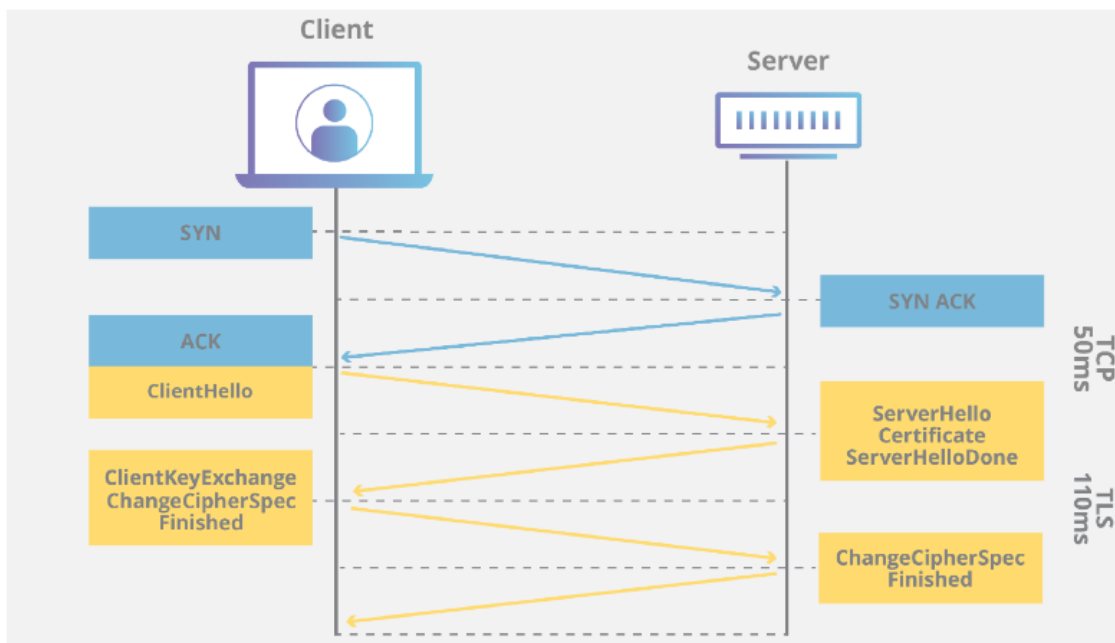 Client
Server
SYN
SYN ACK
ACK
TCP
50ms
ClientHello
ServerHello
Certificate
ServerHelloDone
ClientKeyExchange
ChangeCipherSpec
Finished
TLS
110ms
ChangeCipherSpec
Finished